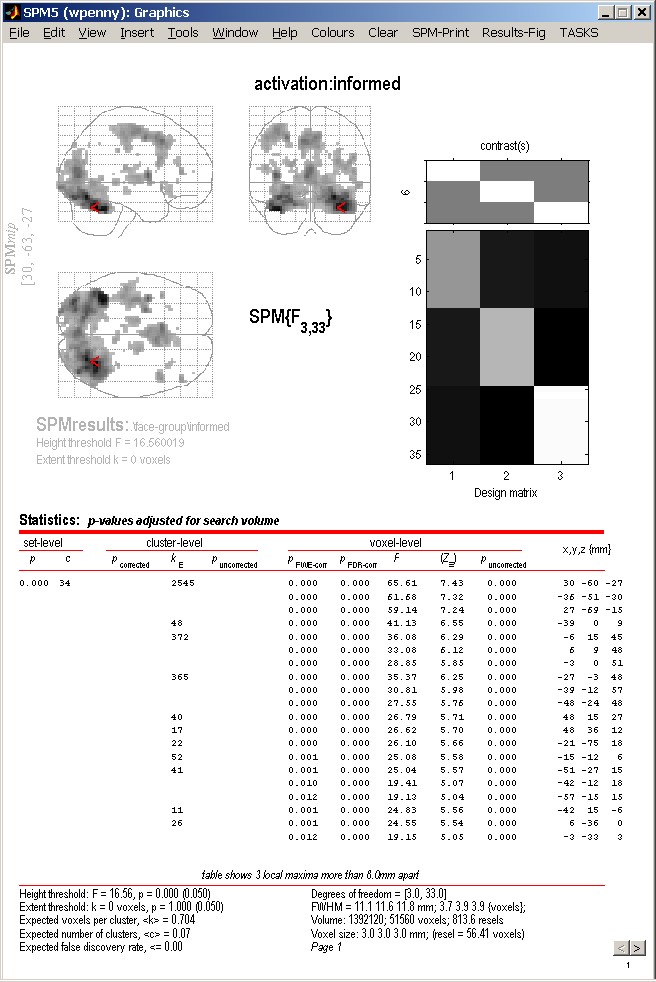 SPM5 (wpenny): Graphics
File Edit View Insert Tools Window Help Colours Clear SPM-Print Results-Fig TASKS
activation:informed
SPMmip
[30, -63, -27]
contrast(s)
6
5
10
15
20
25
30
35
1 2 3
Design matrix
SPM{F3,33}
SPMresults: .\face-group\informed
Height threshold F = 16.560019
Extent threshold k = 0 voxels
Statistics: p-values adjusted for search volume
set-level cluster-level voxel-level x,y,z {mm}
p c p corrected k E p uncorrected p FWE-corr p FDR-corr F (Z≡) p uncorrected
0.000 34 2545 0.000 0.000 65.61 7.43 0.000 30 -60 -27
0.000 0.000 61.68 7.32 0.000 -36 -51 -30
0.000 0.000 59.14 7.24 0.000 27 -69 -15
48 0.000 0.000 41.13 6.55 0.000 -39 0 9
372 0.000 0.000 36.08 6.29 0.000 -6 15 45
0.000 0.000 33.08 6.12 0.000 6 9 48
0.000 0.000 28.85 5.85 0.000 -3 0 51
365 0.000 0.000 35.37 6.25 0.000 -27 -3 48
0.000 0.000 30.81 5.98 0.000 -39 -12 57
0.000 0.000 27.55 5.76 0.000 -48 -24 48
40 0.000 0.000 26.79 5.71 0.000 48 15 27
17 0.000 0.000 26.62 5.70 0.000 48 36 12
22 0.000 0.000 26.10 5.66 0.000 -21 -75 18
52 0.001 0.000 25.08 5.58 0.000 -15 -12 6
41 0.001 0.000 25.04 5.57 0.000 -51 -27 15
0.010 0.000 19.41 5.07 0.000 -42 -12 18
0.012 0.000 19.13 5.04 0.000 -57 -15 15
11 0.001 0.000 24.83 5.56 0.000 -42 15 -6
26 0.001 0.000 24.55 5.54 0.000 6 -36 0
0.012 0.000 19.15 5.05 0.000 -3 -33 3
table shows 3 local maxima more than 8.0mm apart
Height threshold: F = 16.56, p = 0.000 (0.050)
Extent threshold: k = 0 voxels, p = 1.000 (0.050)
Expected voxels per cluster, <k> = 0.704
Expected number of clusters, <c> = 0.07
Expected false discovery rate, <= 0.00
Degrees of freedom = [3.0, 33.0]
FWHM = 11.1 11.6 11.8 mm; 3.7 3.9 3.9 {voxels};
Volume: 1392120; 51560 voxels; 813.6 resels
Voxel size: 3.0 3.0 3.0 mm; (resel = 56.41 voxels)
Page 1
< >
1